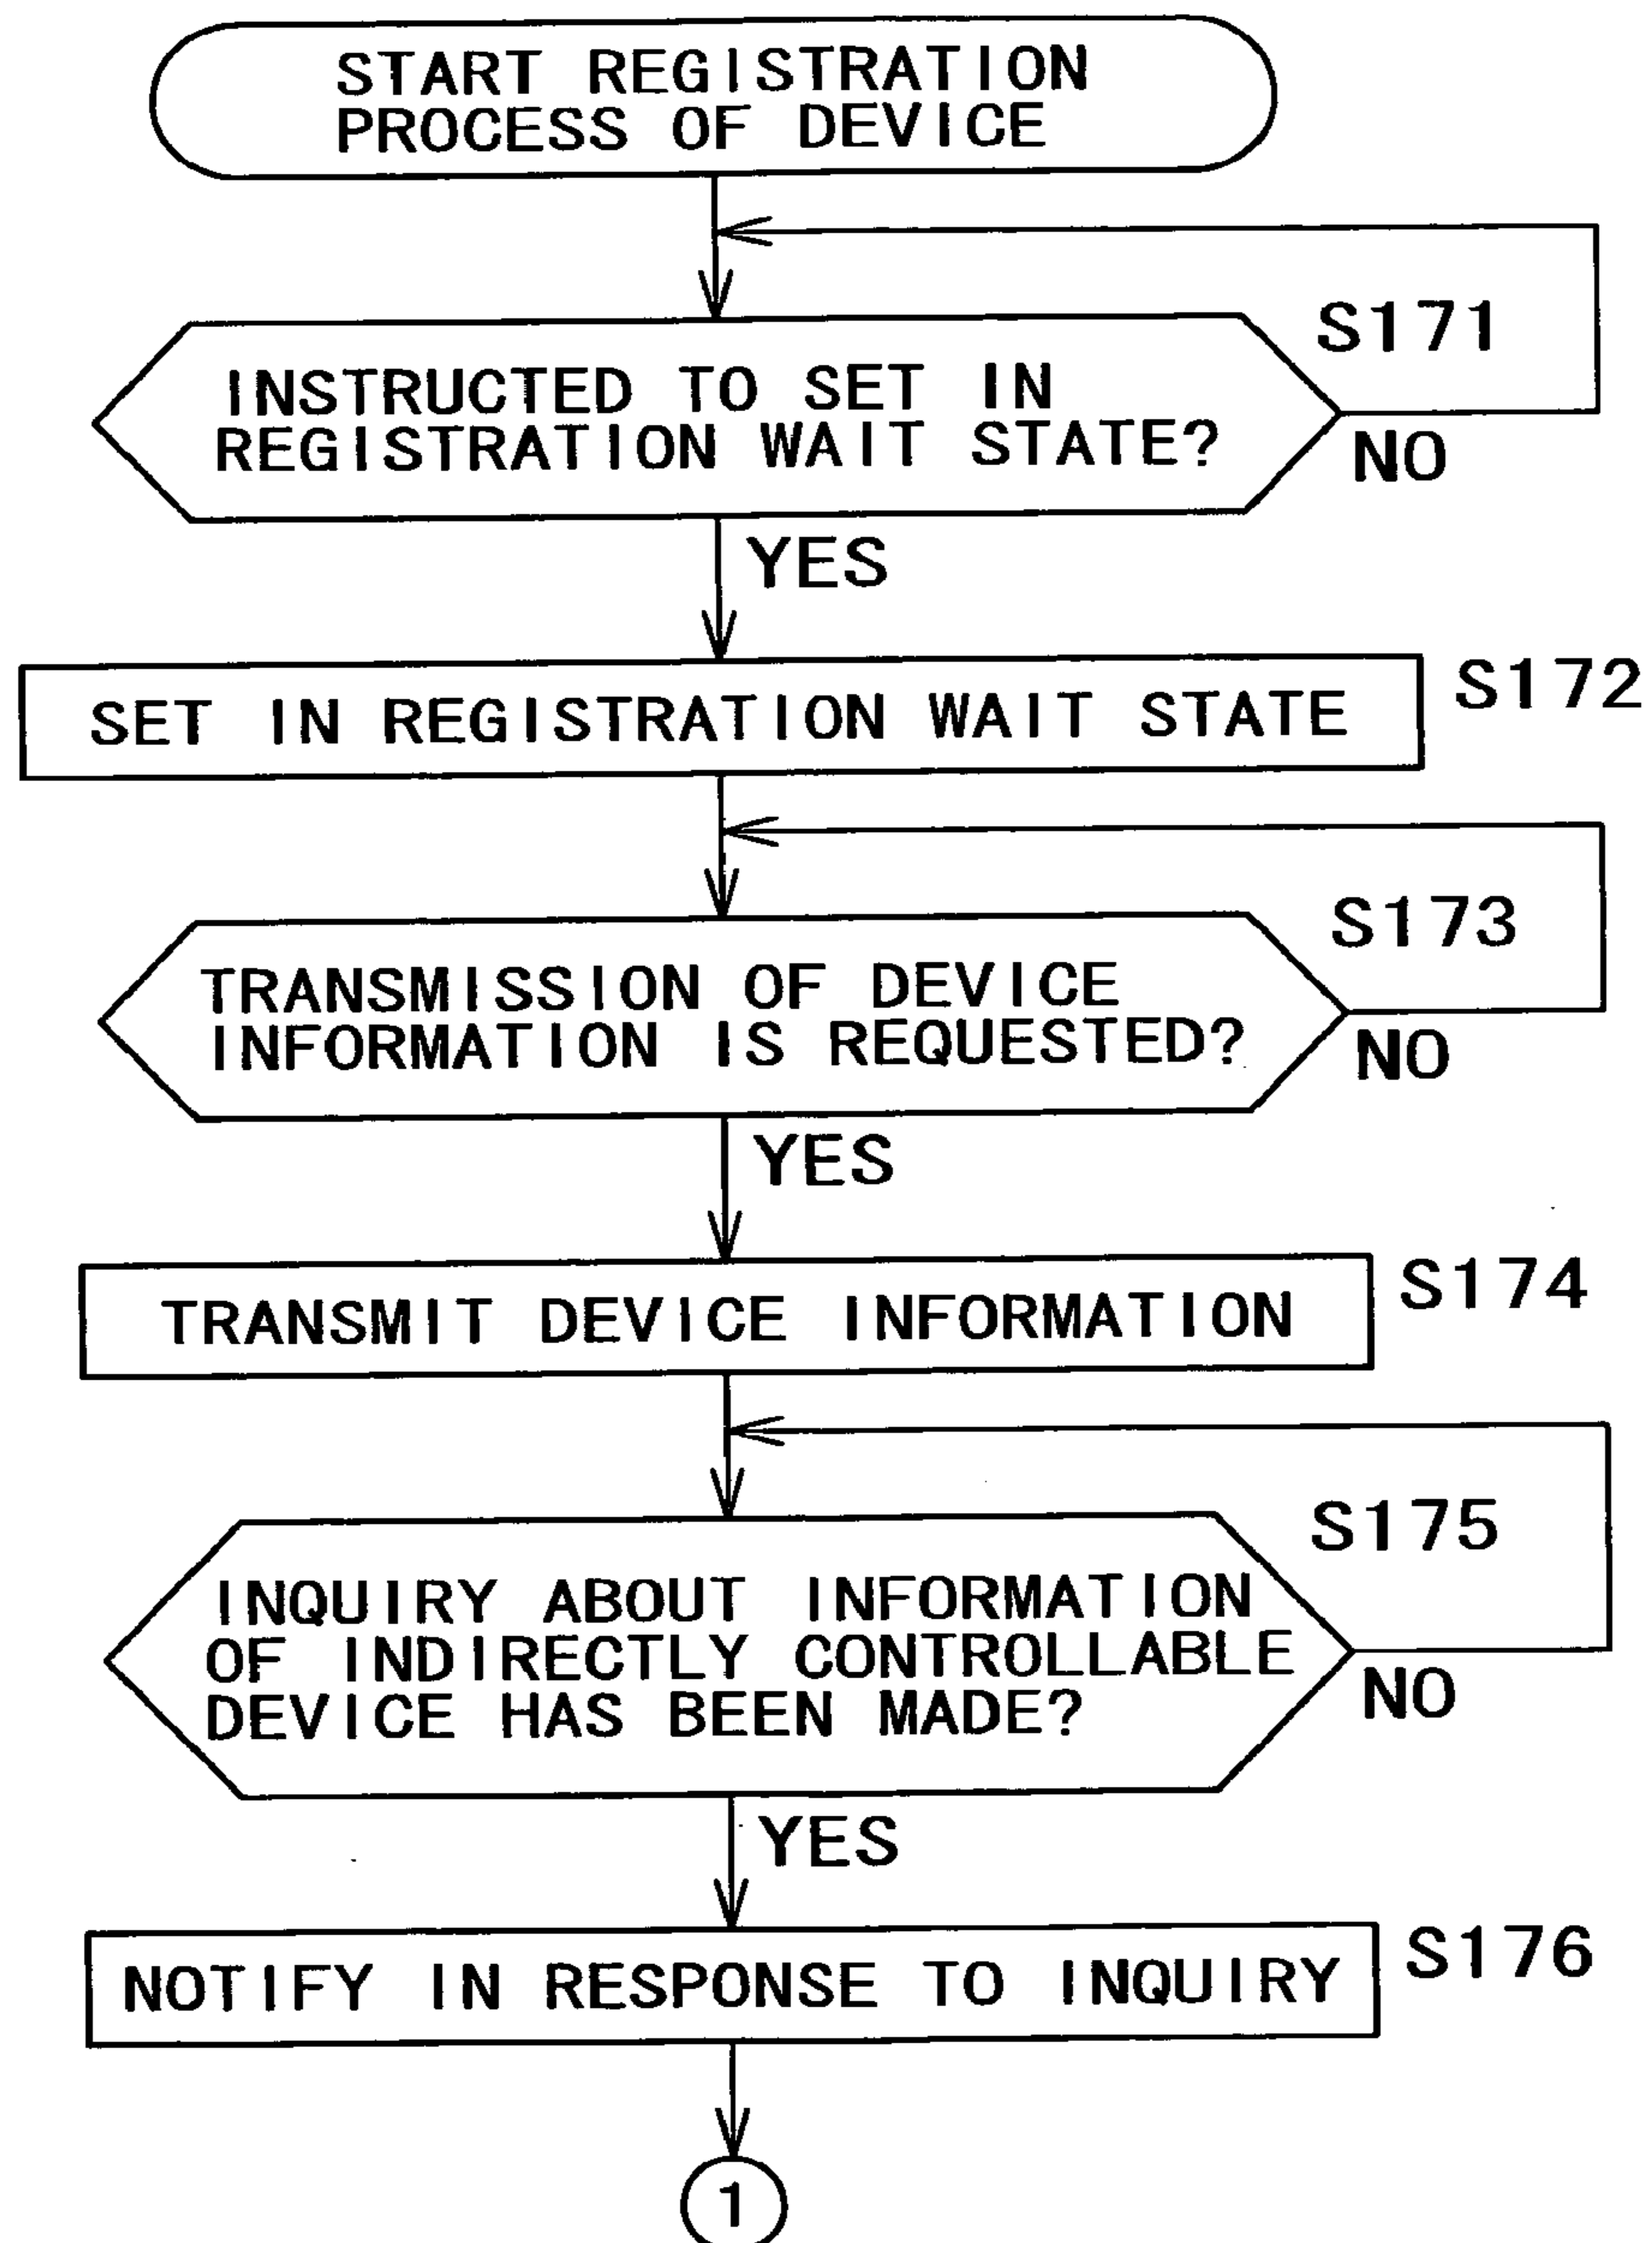 START REGISTRATION
PROCESS OF DEVICE
S171
INSTRUCTED TO SET IN
REGISTRATION WAIT STATE?
NO
YES
S172
SET IN REGISTRATION WAIT STATE
S173
TRANSMISSION OF DEVICE
INFORMATION IS REQUESTED?
NO
YES
S174
TRANSMIT DEVICE INFORMATION
S175
INQUIRY ABOUT INFORMATION
OF INDIRECTLY CONTROLLABLE
DEVICE HAS BEEN MADE?
NO
YES
S176
NOTIFY IN RESPONSE TO INQUIRY
1